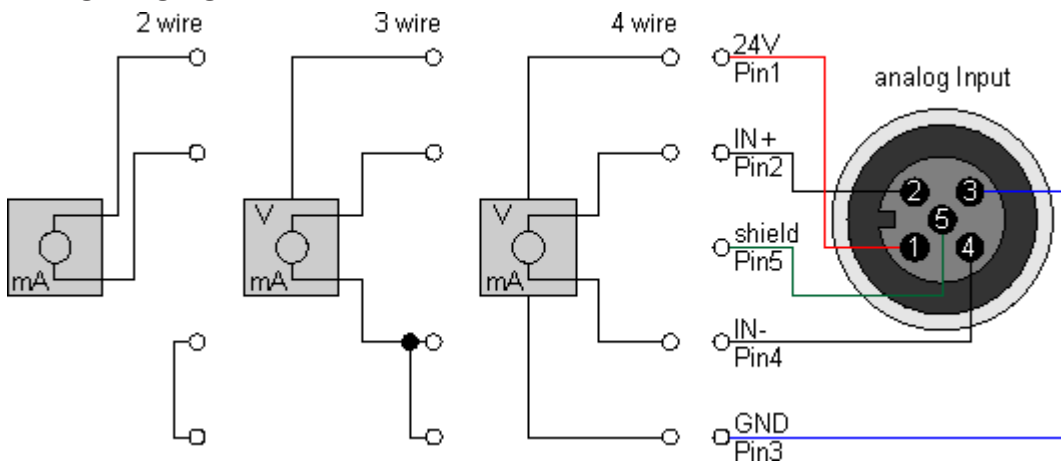 2 wire
3 wire
4 wire
24V
Pin1
analog Input
IN+
Pin2
2
3
5
1
4
V
V
mA
mA
mA
shield
Pin5
IN-
Pin4
GND
Pin3